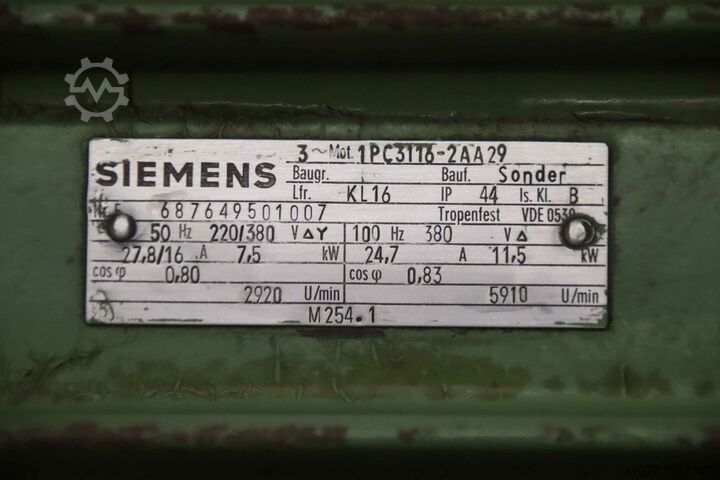 3~Mot. 1PC3116-2AA29
SIEMENS Baugr. Bauf. Sonder
Lfr. KL16 IP 44 Is. Kl. B
687649501007 Tropenfest VDE 0530
50 Hz 220/380 V Δ Y 100 Hz 380 V Δ
27,8/16 A 7,5 kW 24,7 A 11,5 kW
cos φ 0,80 cos φ 0,83
2920 U/min 5910 U/min
M254.1